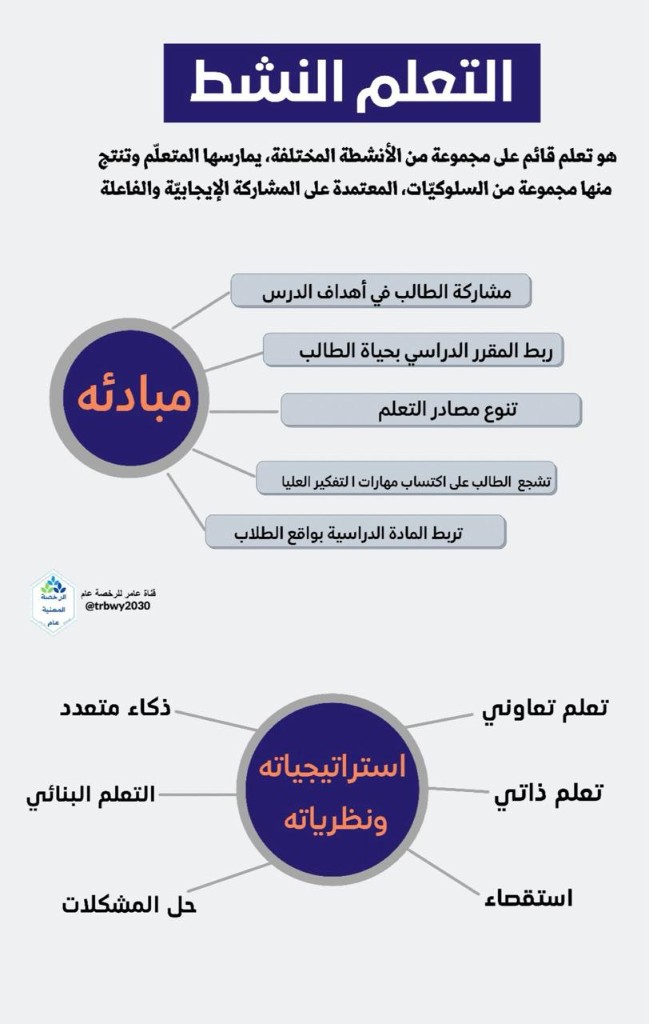 التعلم النشط
هو تعلم قائم على مجموعة من الأنشطة المختلفة، يمارسها المتعلّم وتنتج
منها مجموعة من السلوكيّات، المعتمدة على المشاركة الإيجابيّة والفاعلة
مبادئه
مشاركة الطالب في أهداف الدرس
ربط المقرر الدراسي بحياة الطالب
تنوع مصادر التعلم
تشجع الطالب على اكتساب مهارات ا لتفكير العليا
تربط المادة الدراسية بواقع الطلاب
قناة عامر للرخصة عام
@trbwy2030
الرخصة
المهنية
عام
استراتيجياته
ونظرياته
تعلم تعاوني
تعلم ذاتي
استقصاء
ذكاء متعدد
التعلم البنائي
حل المشكلات